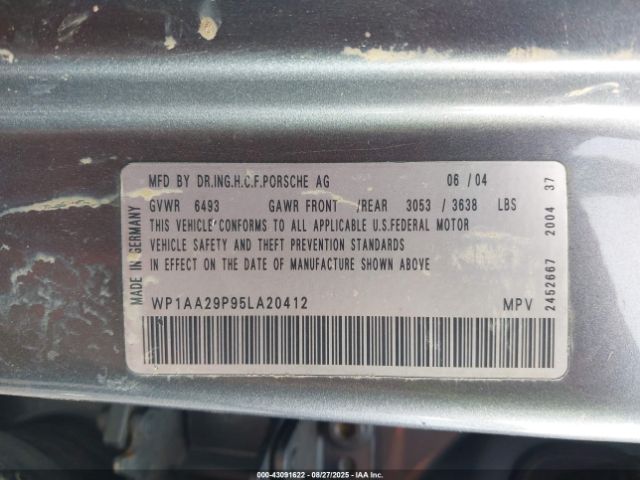 MFD BY DR.ING.H.C.F.PORSCHE AG 06 /04
GVWR 6493 GAWR FRONT /REAR 3053 / 3638 LBS
THIS VEHICLE CONFORMS TO ALL APPLICABLE U.S.FEDERAL MOTOR
VEHICLE SAFETY AND THEFT PREVENTION STANDARDS
IN EFFECT ON THE DATE OF MANUFACTURE SHOWN ABOVE
WP1AA29P95LA20412 MPV
MADE IN GERMANY
2452667 2004 37
000-43091622 - 08/27/2025 - IAAI.COM